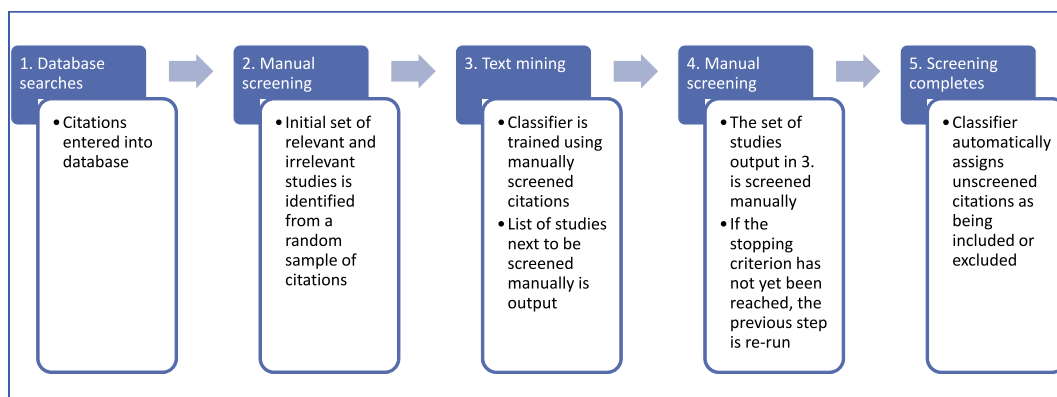 1. Database
searches
• Citations
entered into
database
2. Manual
screening
• Initial set of
relevant and
irrelevant
studies is
identified
from a
random
sample of
citations
3. Text mining
• Classifier is
trained using
manually
screened
citations
• List of studies
next to be
screened
manually is
output
4. Manual
screening
• The set of
studies
output in 3.
is screened
manually
• If the
stopping
criterion has
not yet been
reached, the
previous step
is re-run
5. Screening
completes
• Classifier
automatically
assigns
unscreened
citations as
being
included or
excluded